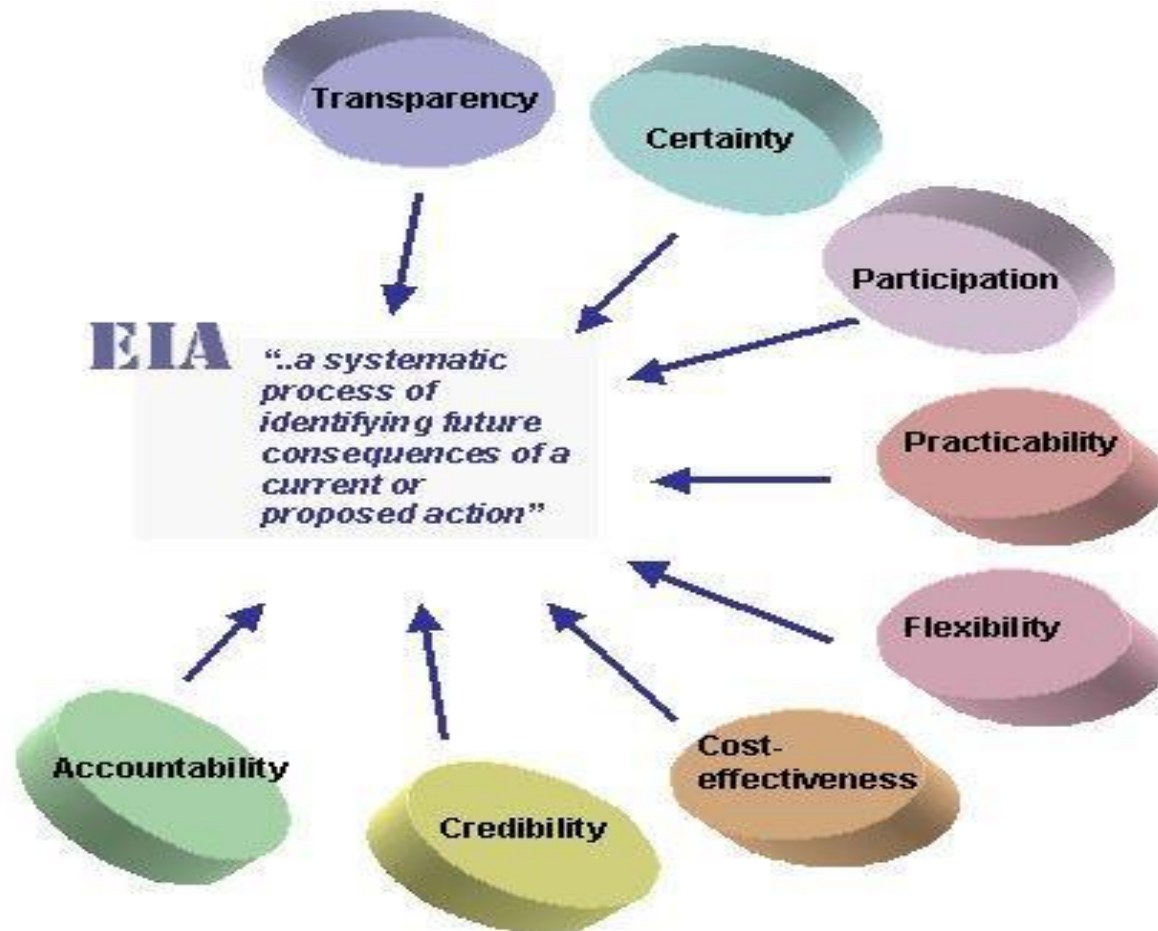 Transparency
Certainty
Participation
EIA
“..a systematic
process of
identifying future
consequences of a
current or
proposed action”
Practicability
Flexibility
Cost-
effectiveness
Credibility
Accountability